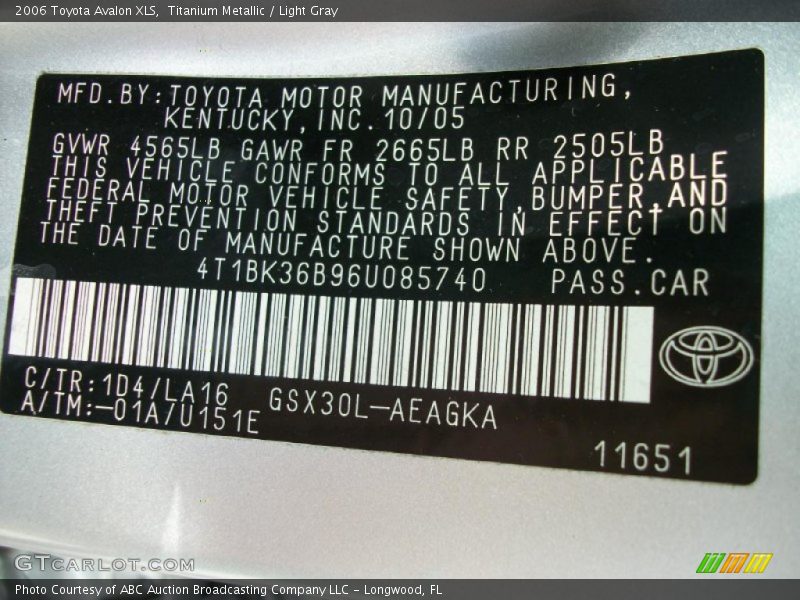 2006 Toyota Avalon XLS,  Titanium Metallic / Light Gray
MFD.BY:TOYOTA MOTOR MANUFACTURING,
KENTUCKY,INC.10/05
GVWR 4565LB GAWR FR 2665LB RR 2505LB
THIS VEHICLE CONFORMS TO ALL APPLICABLE
FEDERAL MOTOR VEHICLE SAFETY,BUMPER,AND
THEFT PREVENTION STANDARDS IN EFFECT ON
THE DATE OF MANUFACTURE SHOWN ABOVE.
4T1BK36B96U085740 PASS.CAR
C/TR:1D4/LA16 GSX30L-AEAGKA
A/TM:-01A/U151E
11651
GTCARLOT.COM
Photo Courtesy of ABC Auction Broadcasting Company LLC - Longwood, FL